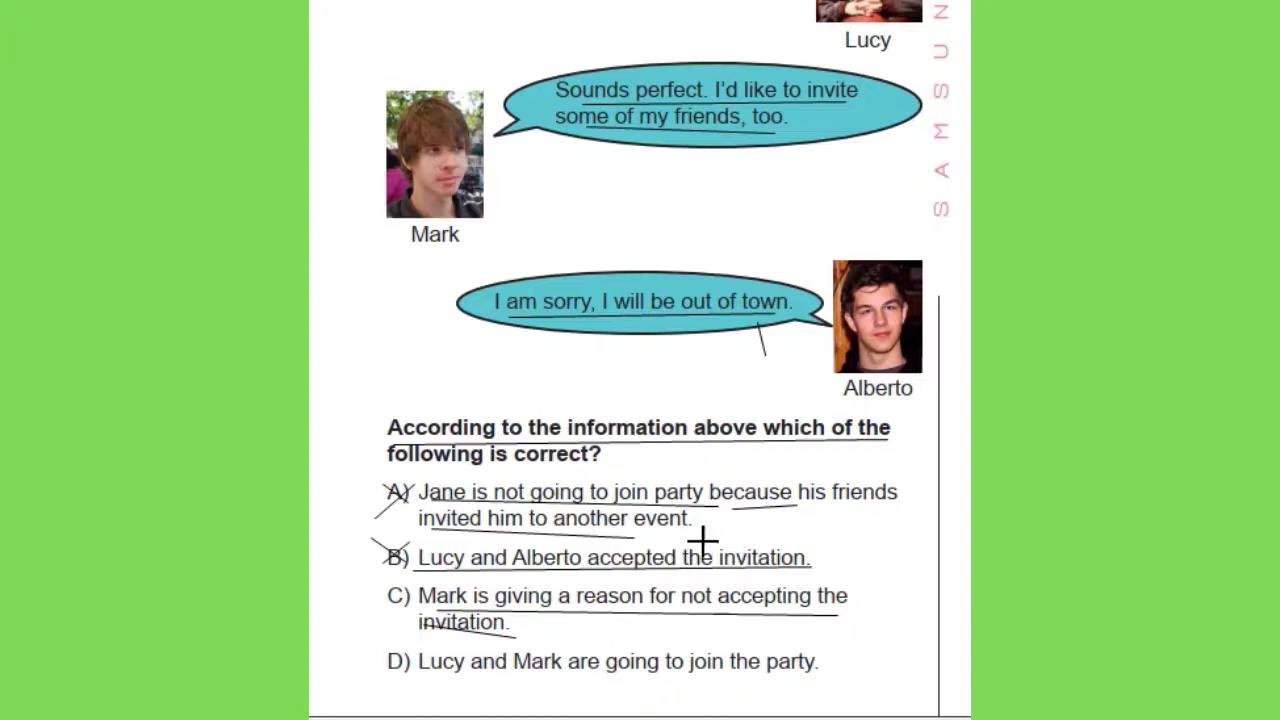 Lucy
Sounds perfect. I'd like to invite
some of my friends, too.
Mark
SAMSUN
I am sorry, I will be out of town.
Alberto
According to the information above which of the
following is correct?
A) Jane is not going to join party because his friends
invited him to another event.
B) Lucy and Alberto accepted the invitation.
C) Mark is giving a reason for not accepting the
invitation.
D) Lucy and Mark are going to join the party.